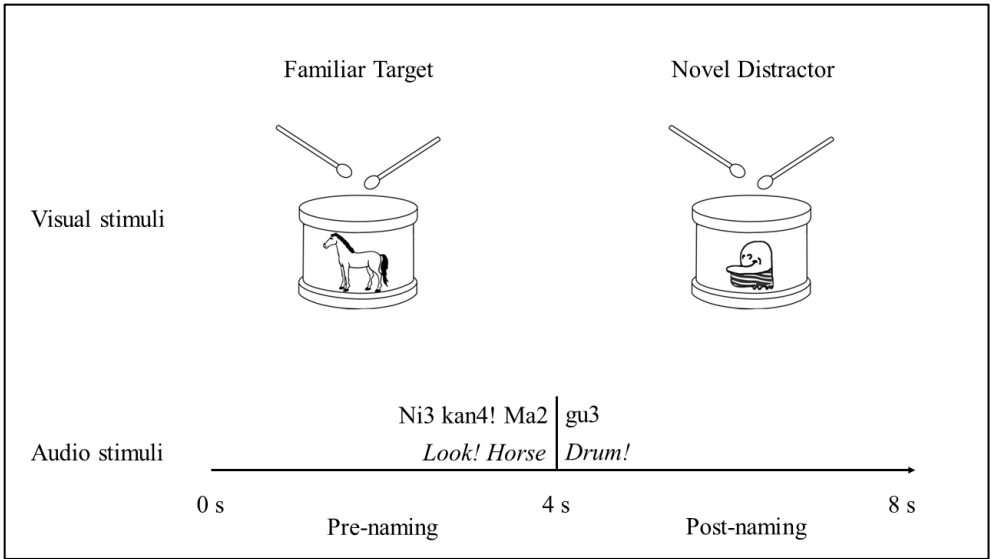 Familiar Target
Novel Distractor
Visual stimuli
Ni3 kan4! Ma2 gu3
Audio stimuli
Look! Horse Drum!
0 s
4 s
8 s
Pre-naming
Post-naming